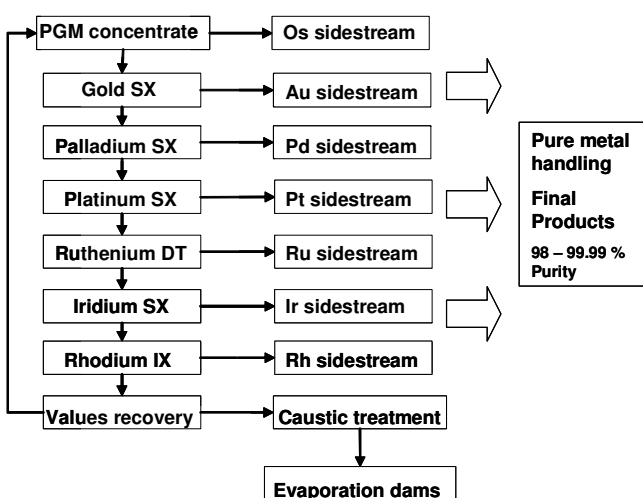 PGM concentrate
Os sidestream
Gold SX
Au sidestream
Palladium SX
Pd sidestream
Platinum SX
Pt sidestream
Ruthenium DT
Ru sidestream
Iridium SX
Ir sidestream
Rhodium IX
Rh sidestream
Values recovery
Caustic treatment
Evaporation dams
Pure metal
handling
Final
Products
98 – 99.99 %
Purity